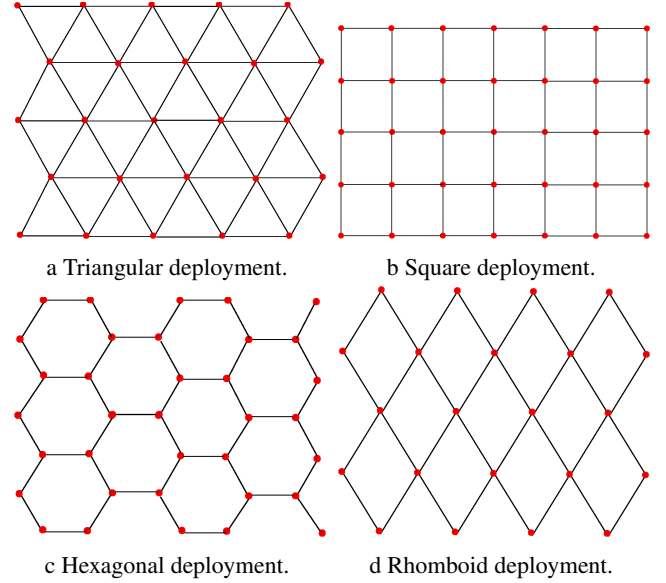 a Triangular deployment.
b Square deployment.
c Hexagonal deployment.
d Rhomboid deployment.